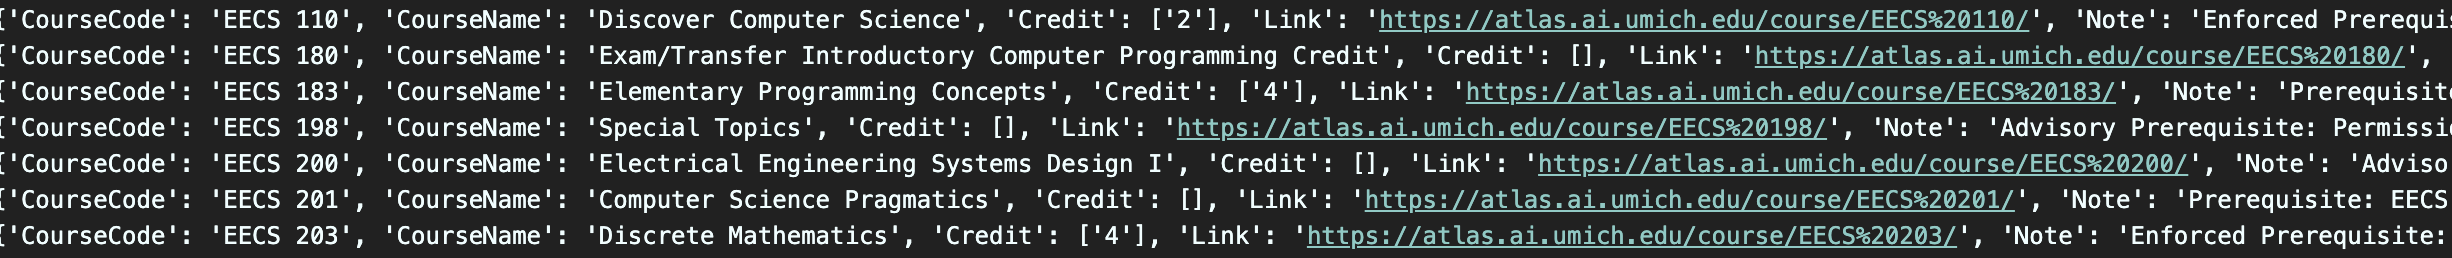 {'CourseCode': 'EECS 110', 'CourseName': 'Discover Computer Science', 'Credit': ['2'], 'Link': 'https://atlas.ai.umich.edu/course/EECS%20110/', 'Note': 'Enforced Prerequis
{'CourseCode': 'EECS 180', 'CourseName': 'Exam/Transfer Introductory Computer Programming Credit', 'Credit': [], 'Link': 'https://atlas.ai.umich.edu/course/EECS%20180/',
{'CourseCode': 'EECS 183', 'CourseName': 'Elementary Programming Concepts', 'Credit': ['4'], 'Link': 'https://atlas.ai.umich.edu/course/EECS%20183/', 'Note': 'Prerequisit
{'CourseCode': 'EECS 198', 'CourseName': 'Special Topics', 'Credit': [], 'Link': 'https://atlas.ai.umich.edu/course/EECS%20198/', 'Note': 'Advisory Prerequisite: Permissi
{'CourseCode': 'EECS 200', 'CourseName': 'Electrical Engineering Systems Design I', 'Credit': [], 'Link': 'https://atlas.ai.umich.edu/course/EECS%20200/', 'Note': 'Adviso
{'CourseCode': 'EECS 201', 'CourseName': 'Computer Science Pragmatics', 'Credit': [], 'Link': 'https://atlas.ai.umich.edu/course/EECS%20201/', 'Note': 'Prerequisite: EECS
{'CourseCode': 'EECS 203', 'CourseName': 'Discrete Mathematics', 'Credit': ['4'], 'Link': 'https://atlas.ai.umich.edu/course/EECS%20203/', 'Note': 'Enforced Prerequisite: